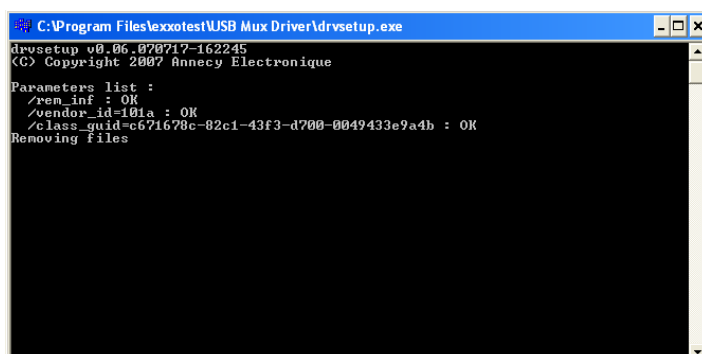 C:\Program Files\exxotest\USB Mux Driver\drvsetup.exe
drvsetup v0.06.070717-162245
(C) Copyright 2007 Annecy Electronique
Parameters list :
/rem_inf : OK
/vendor_id=101a : OK
/class_guid=c671678c-82c1-43f3-d700-0049433e9a4b : OK
Removing files